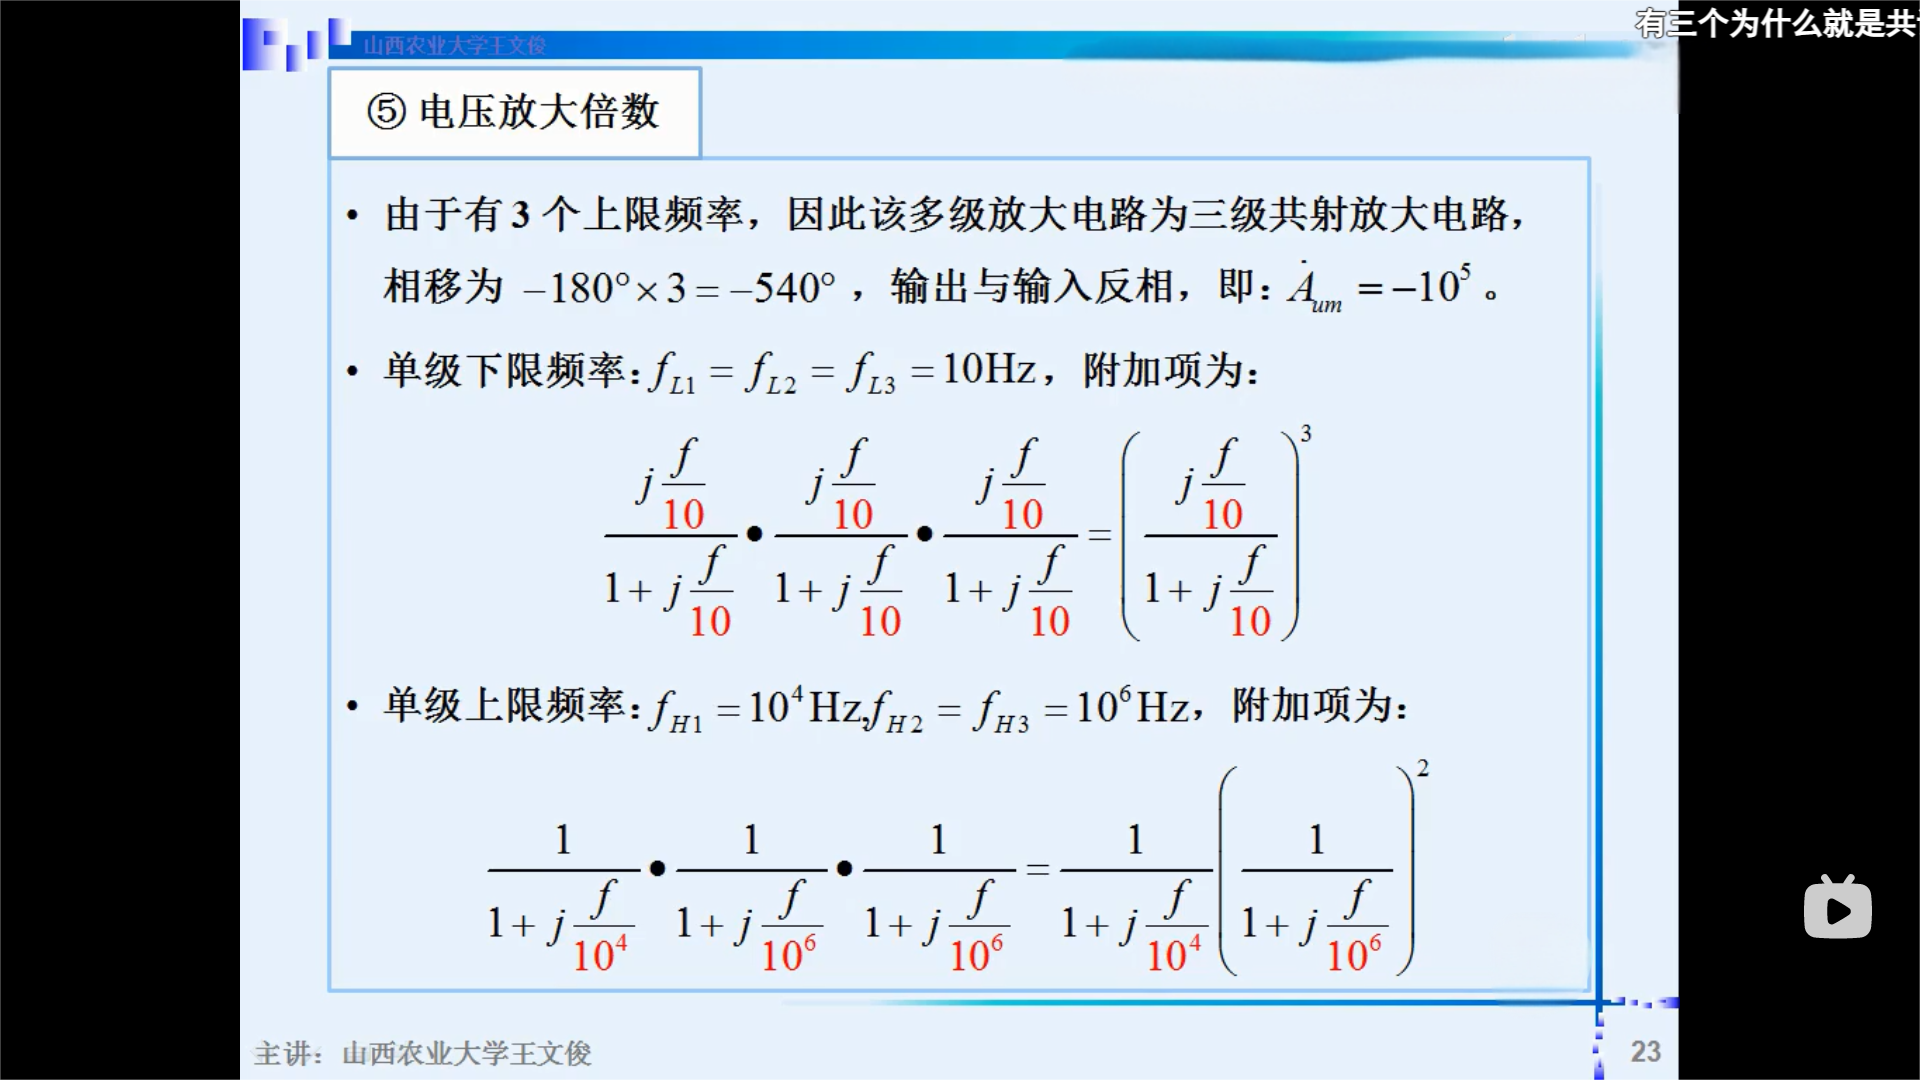 有三个为什么就是共
山西农业大学王文俊
⑤ 电压放大倍数
• 由于有 3 个上限频率，因此该多级放大电路为三级共射放大电路，
相移为 −180°×3=−540° ，输出与输入反相，即：Ȧum = −10⁵ 。
• 单级下限频率：fL1 = fL2 = fL3 =10Hz，附加项为：
(j f/10)/(1+ j f/10) • (j f/10)/(1+ j f/10) • (j f/10)/(1+ j f/10) = ((j f/10)/(1+ j f/10))³
• 单级上限频率：fH1 =10⁴Hz,fH2 = fH3 =10⁶Hz，附加项为：
1/(1+ j f/10⁴) • 1/(1+ j f/10⁶) • 1/(1+ j f/10⁶) = 1/(1+ j f/10⁴) (1/(1+ j f/10⁶))²
主讲：山西农业大学王文俊
23